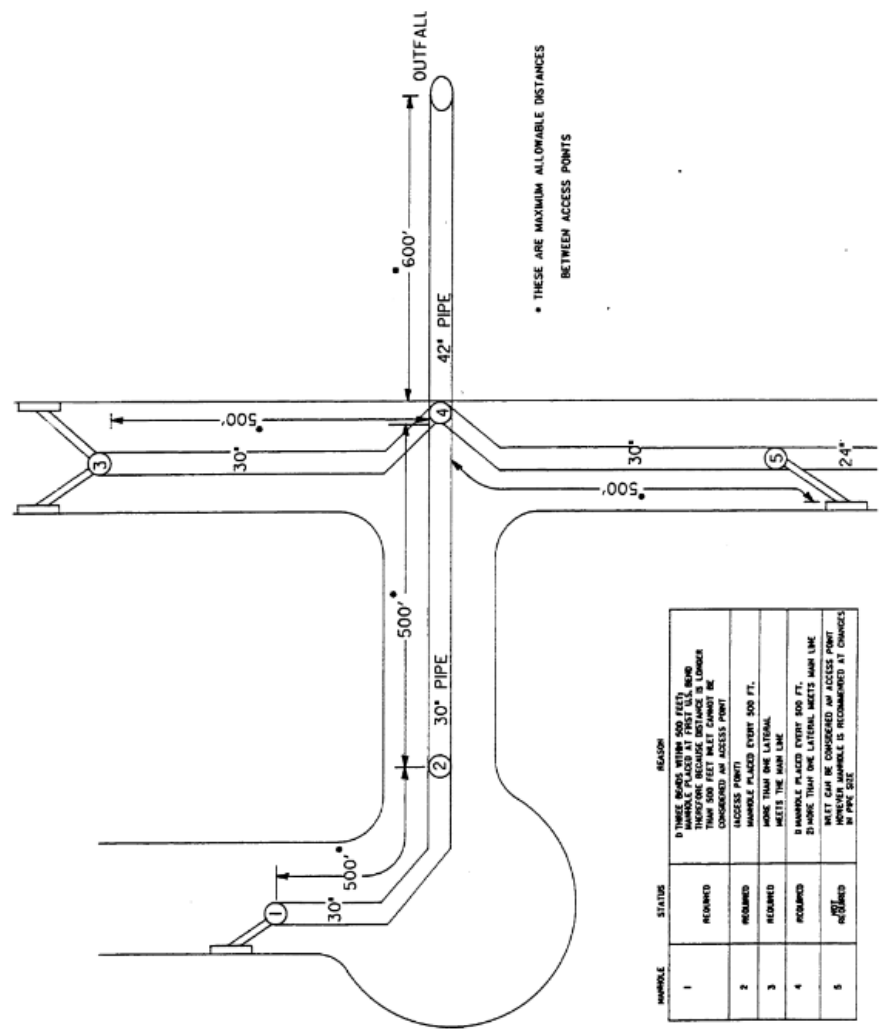 OUTFALL
600' *
42" PIPE
* THESE ARE MAXIMUM ALLOWABLE DISTANCES
BETWEEN ACCESS POINTS
3
30"
500' *
4
500' *
30" PIPE
2
1
30"
500' *
30"
500' *
5
24"
MANHOLE STATUS REASON
1 REQUIRED 1) THREE BENDS WITHIN 500 FEET;
MANHOLE PLACED AT FIRST U.S. BEND
THEREFORE BECAUSE DISTANCE IS LONGER
THAN 500 FEET INLET CANNOT BE
CONSIDERED AN ACCESS POINT
2 REQUIRED (ACCESS POINT)
MANHOLE PLACED EVERY 500 FT.
3 REQUIRED MORE THAN ONE LATERAL
MEETS THE MAIN LINE
4 REQUIRED 1) MANHOLE PLACED EVERY 500 FT.
2) MORE THAN ONE LATERAL MEETS MAIN LINE
5 NOT REQUIRED INLET CAN BE CONSIDERED AN ACCESS POINT
HOWEVER MANHOLE IS RECOMMENDED AT CHANGES
IN PIPE SIZE